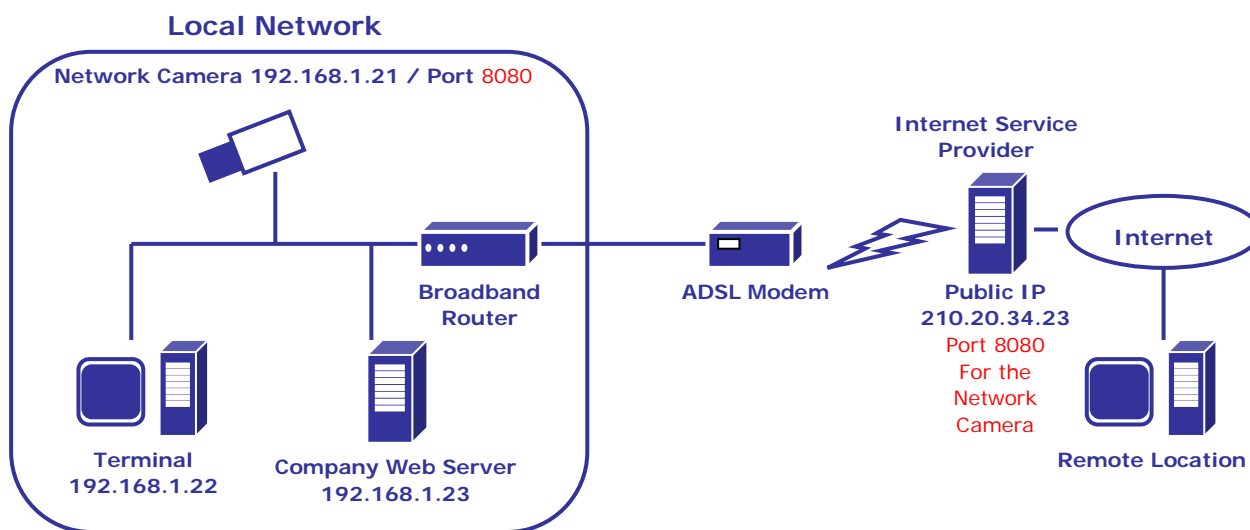 Local Network
Network Camera 192.168.1.21 / Port 8080
Internet Service
Provider
Internet
Broadband
Router
ADSL Modem
Public IP
210.20.34.23
Port 8080
For the
Network
Camera
Terminal
192.168.1.22
Company Web Server
192.168.1.23
Remote Location